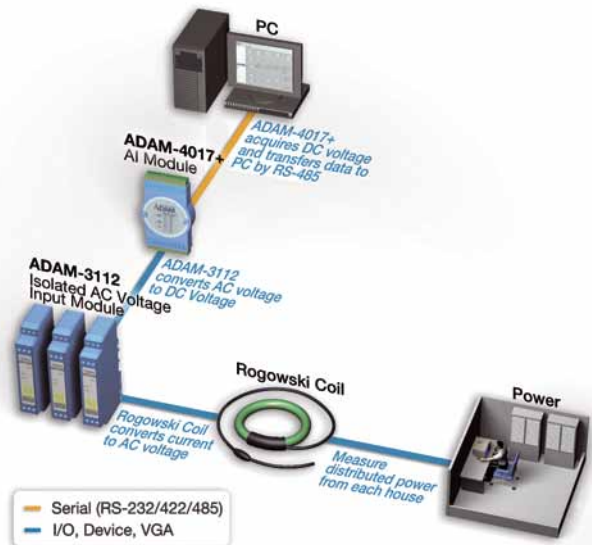 PC
ADAM-4017+
acquires DC voltage
and transfers data to
PC by RS-485
ADAM-4017+
AI Module
ADAM
ADAM-3112
Isolated AC Voltage
Input Module
ADAM-3112
converts AC voltage
to DC Voltage
Rogowski Coil
Rogowski Coil
converts current
to AC voltage
Power
Measure
distributed power
from each house
Serial (RS-232/422/485)
I/O, Device, VGA